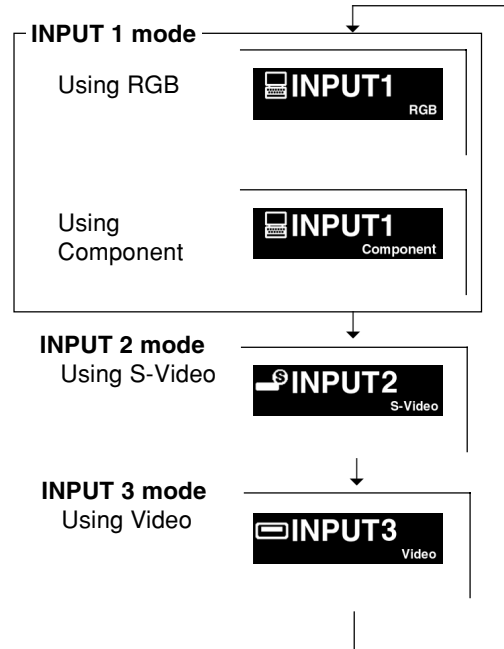 INPUT 1 mode
Using RGB
INPUT1
RGB
Using
Component
INPUT1
Component
INPUT 2 mode
Using S-Video
S
INPUT2
S-Video
INPUT 3 mode
Using Video
INPUT3
Video